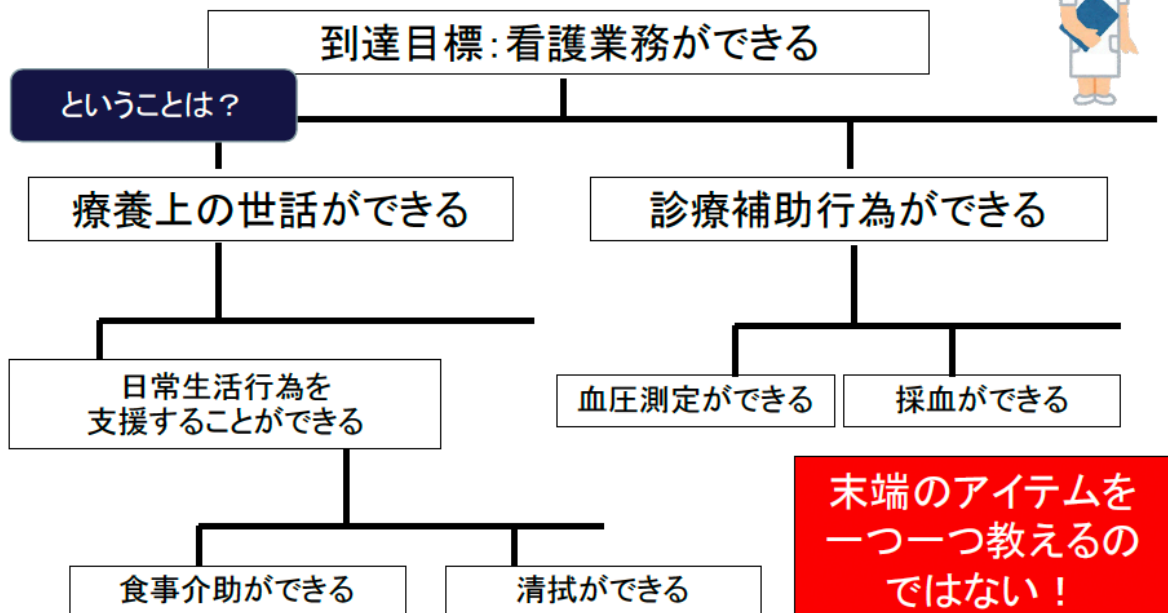 到達目標：看護業務ができる
ということは？
療養上の世話ができる
診療補助行為ができる
日常生活行為を
支援することができる
血圧測定ができる
採血ができる
食事介助ができる
清拭ができる
末端のアイテムを
一つ一つ教えるの
ではない！